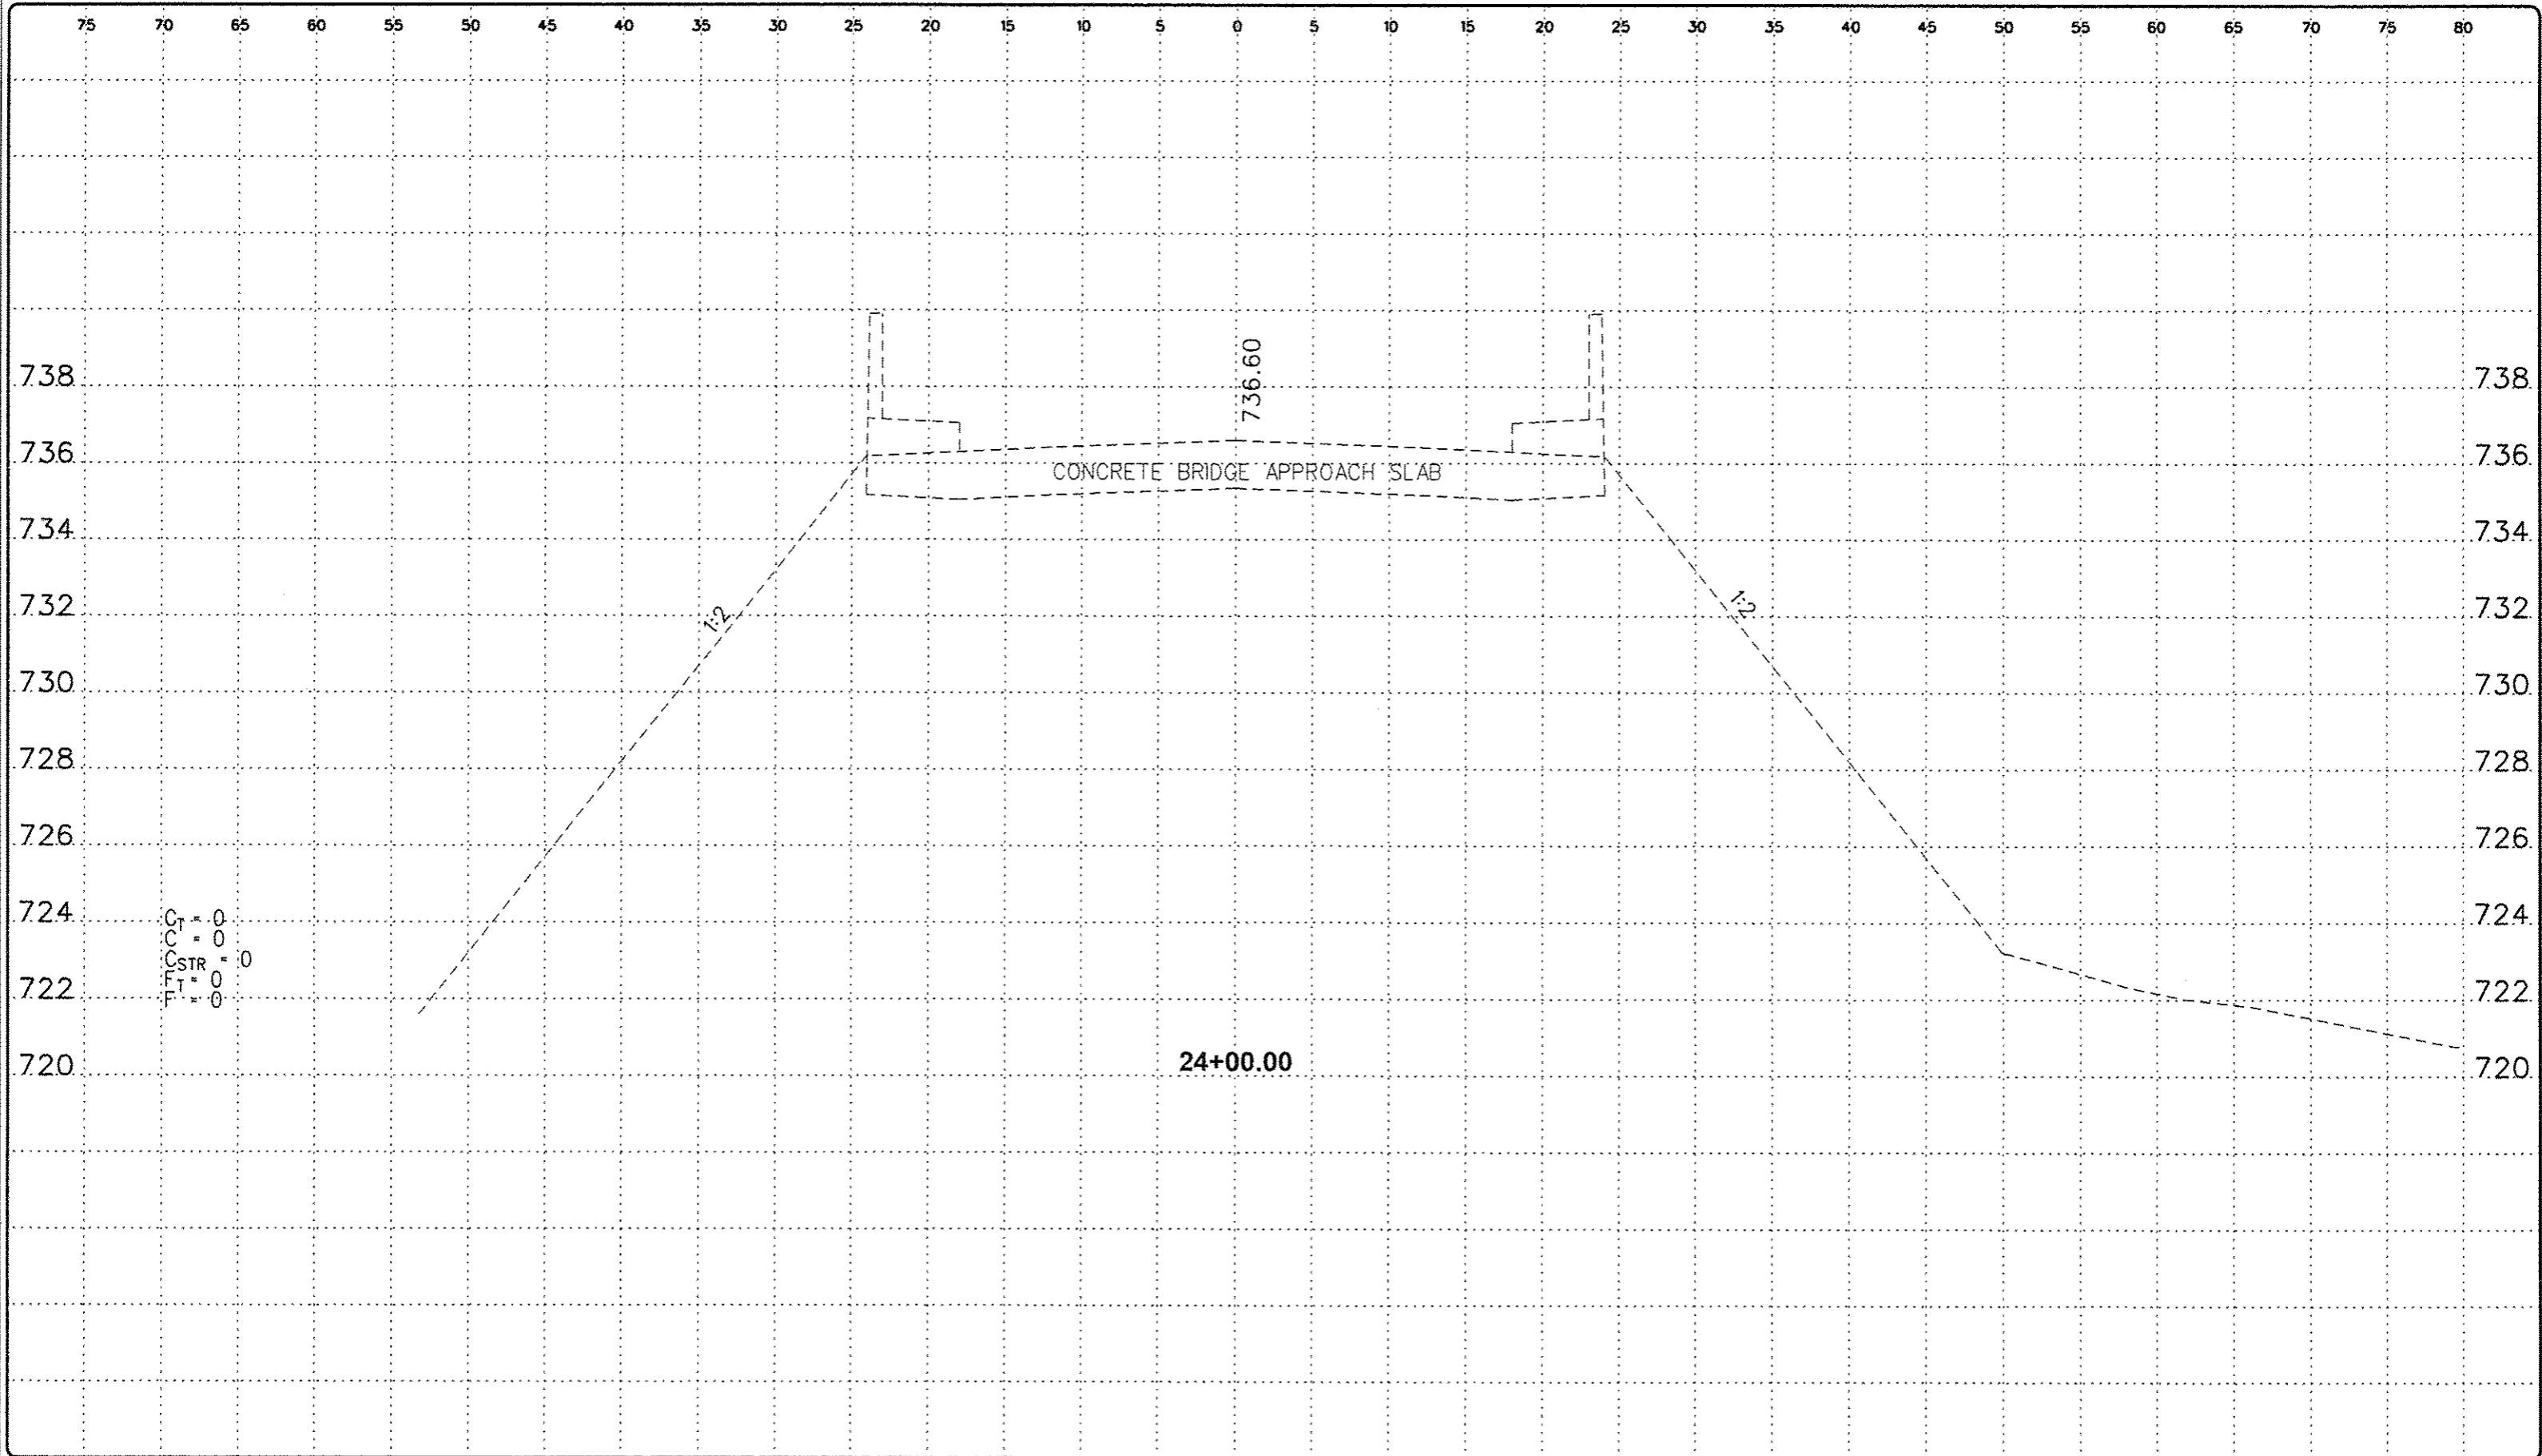 75 70 65 60 55 50 45 40 35 30 25 20 15 10 5 0 5 10 15 20 25 30 35 40 45 50 55 60 65 70 75 80
736.60
738 738
736 CONCRETE BRIDGE APPROACH SLAB 736
734 734
1:2 1:2
732 732
730 730
728 728
726 726
724 724
C_T = 0
C = 0
C_STR = 0
F_T = 0
F = 0
722 722
24+00.00
720 720